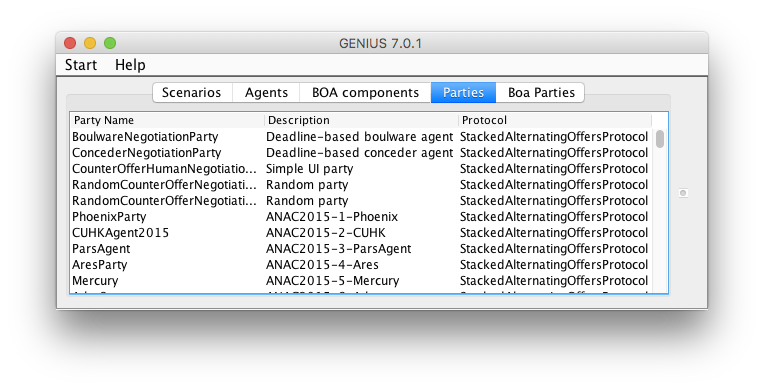 GENIUS 7.0.1
Start Help
Scenarios Agents BOA components Parties Boa Parties
Party Name Description Protocol
BoulwareNegotiationParty Deadline-based boulware agent StackedAlternatingOffersProtocol
ConcederNegotiationParty Deadline-based conceder agent StackedAlternatingOffersProtocol
CounterOfferHumanNegotiatio... Simple UI party StackedAlternatingOffersProtocol
RandomCounterOfferNegotiati... Random party StackedAlternatingOffersProtocol
RandomCounterOfferNegotiati... Random party StackedAlternatingOffersProtocol
PhoenixParty ANAC2015-1-Phoenix StackedAlternatingOffersProtocol
CUHKAgent2015 ANAC2015-2-CUHK StackedAlternatingOffersProtocol
ParsAgent ANAC2015-3-ParsAgent StackedAlternatingOffersProtocol
AresParty ANAC2015-4-Ares StackedAlternatingOffersProtocol
Mercury ANAC2015-5-Mercury StackedAlternatingOffersProtocol